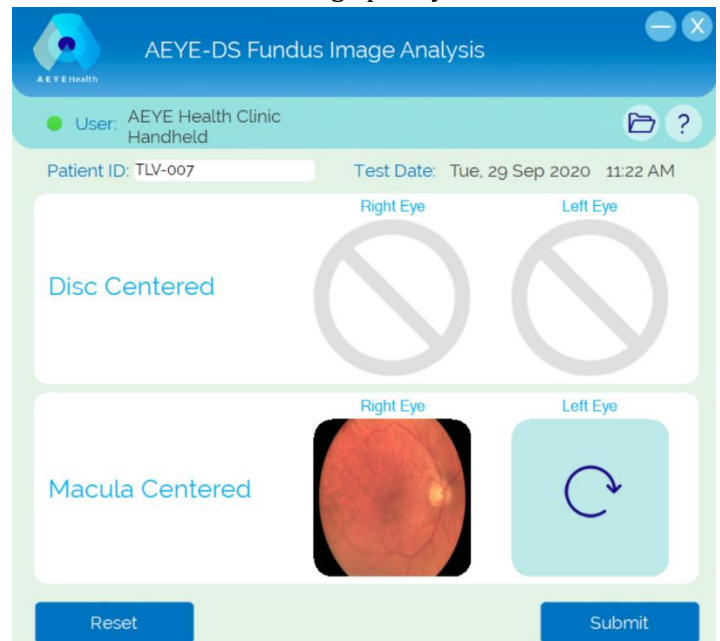 AEYE-DS Fundus Image Analysis
AEYE Health
User: AEYE Health Clinic
Handheld
?
Patient ID: TLV-007 Test Date: Tue, 29 Sep 2020 11:22 AM
Right Eye Left Eye
Disc Centered
Right Eye Left Eye
Macula Centered
Reset Submit